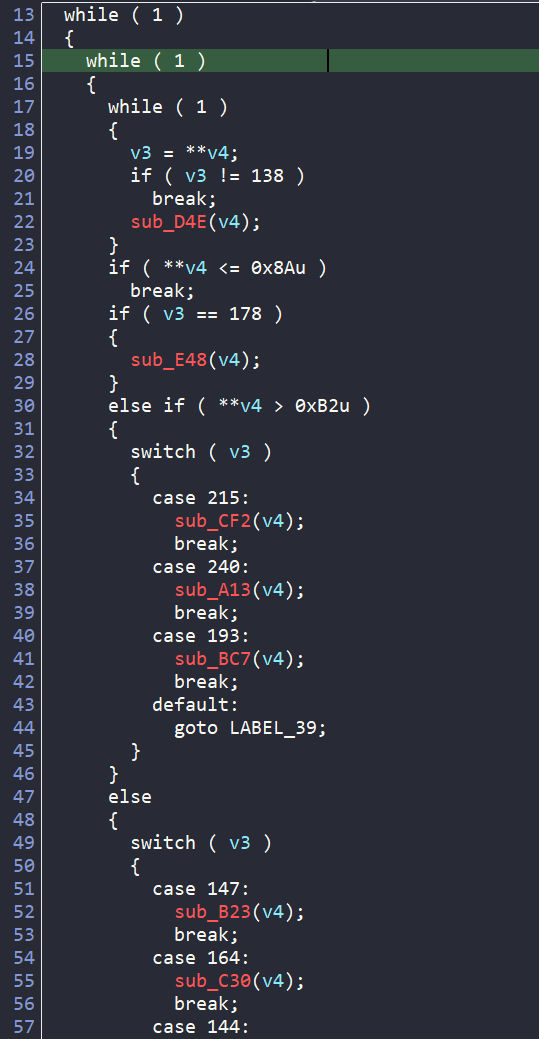 13 while ( 1 )
14 {
15 while ( 1 )
16 {
17 while ( 1 )
18 {
19 v3 = **v4;
20 if ( v3 != 138 )
21 break;
22 sub_D4E(v4);
23 }
24 if ( **v4 <= 0x8Au )
25 break;
26 if ( v3 == 178 )
27 {
28 sub_E48(v4);
29 }
30 else if ( **v4 > 0xB2u )
31 {
32 switch ( v3 )
33 {
34 case 215:
35 sub_CF2(v4);
36 break;
37 case 240:
38 sub_A13(v4);
39 break;
40 case 193:
41 sub_BC7(v4);
42 break;
43 default:
44 goto LABEL_39;
45 }
46 }
47 else
48 {
49 switch ( v3 )
50 {
51 case 147:
52 sub_B23(v4);
53 break;
54 case 164:
55 sub_C30(v4);
56 break;
57 case 144: